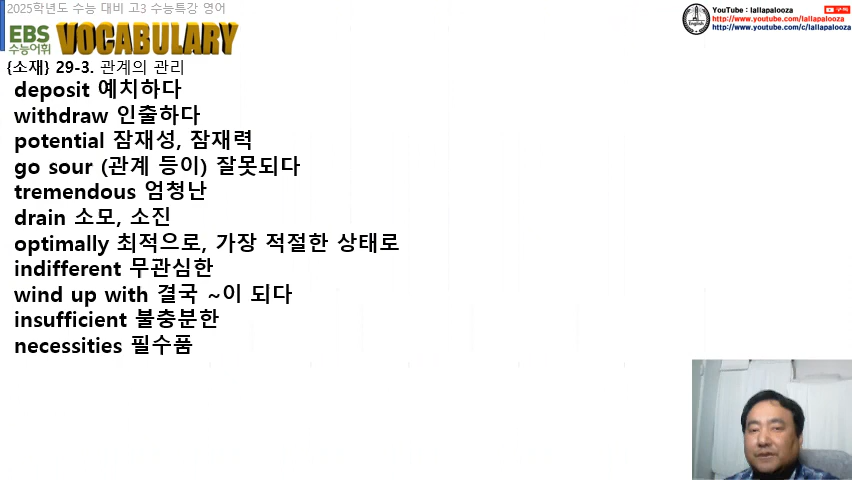 2025학년도 수능 대비 고3 수능특강 영어
EBS
수능어휘
VOCABULARY
YouTube : lallapalooza
구독
http://www.youtube.com/lallapalooza
http://www.youtube.com/c/lallapalooza
English
{소재} 29-3. 관계의 관리
deposit 예치하다
withdraw 인출하다
potential 잠재성, 잠재력
go sour (관계 등이) 잘못되다
tremendous 엄청난
drain 소모, 소진
optimally 최적으로, 가장 적절한 상태로
indifferent 무관심한
wind up with 결국 ~이 되다
insufficient 불충분한
necessities 필수품